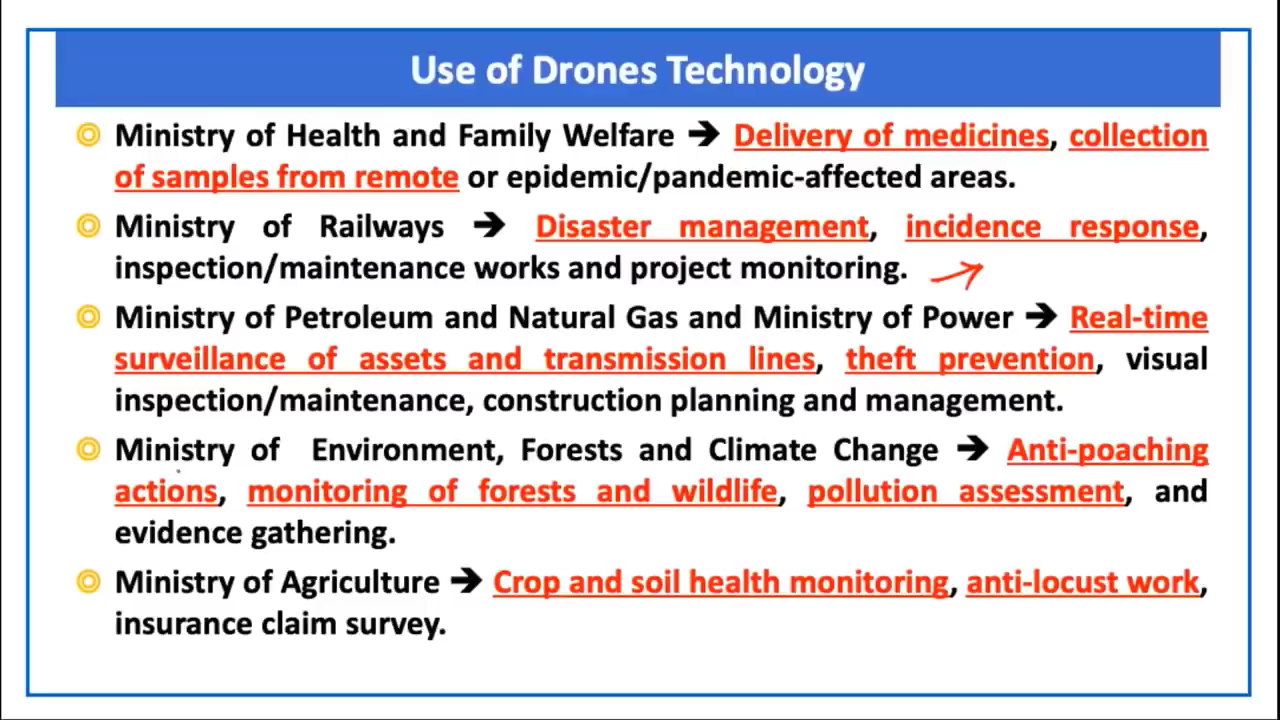 Use of Drones Technology
Ministry of Health and Family Welfare ➔ Delivery of medicines, collection
of samples from remote or epidemic/pandemic-affected areas.
Ministry of Railways ➔ Disaster management, incidence response,
inspection/maintenance works and project monitoring.
Ministry of Petroleum and Natural Gas and Ministry of Power ➔ Real-time
surveillance of assets and transmission lines, theft prevention, visual
inspection/maintenance, construction planning and management.
Ministry of Environment, Forests and Climate Change ➔ Anti-poaching
actions, monitoring of forests and wildlife, pollution assessment, and
evidence gathering.
Ministry of Agriculture ➔ Crop and soil health monitoring, anti-locust work,
insurance claim survey.